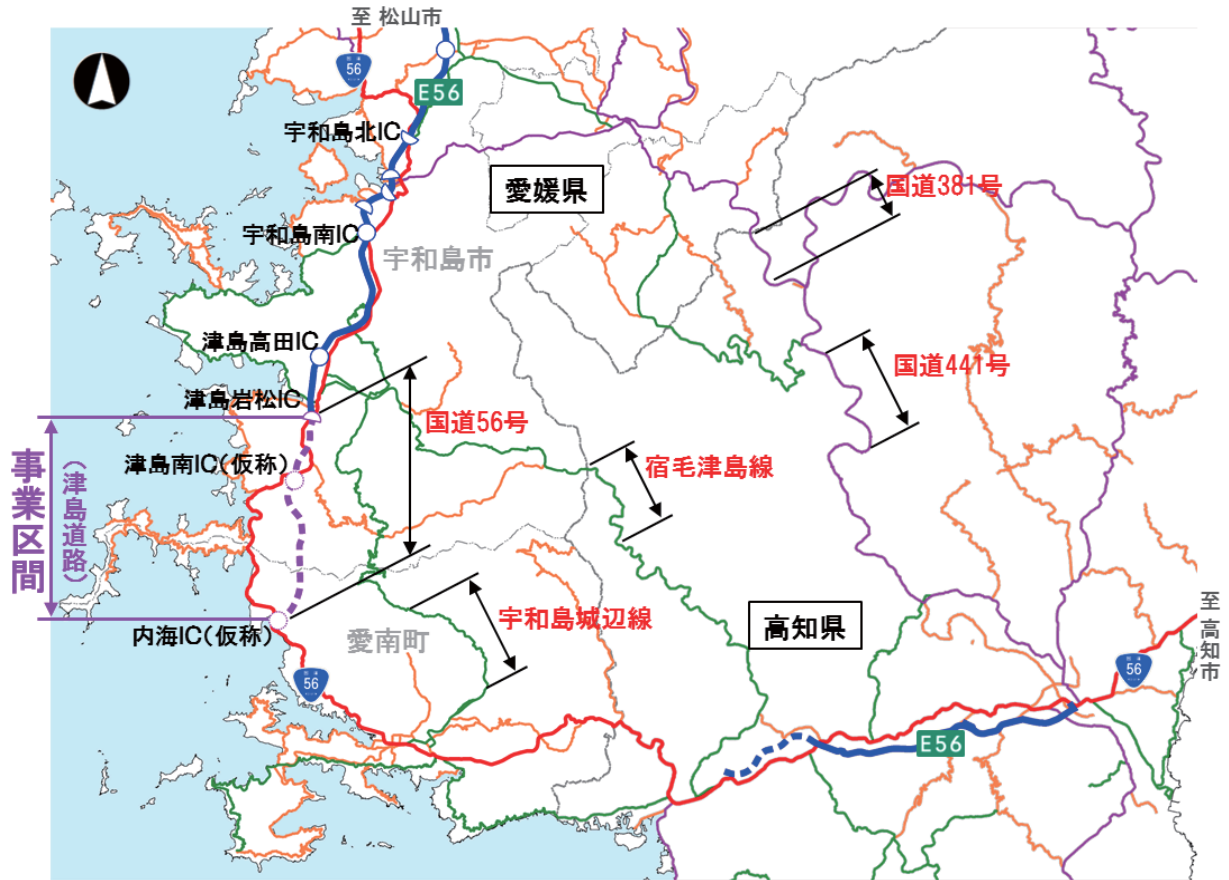 至 松山市
56
E56
宇和島北IC
愛媛県
国道381号
宇和島南IC
宇和島市
津島高田IC
国道441号
津島岩松IC
国道56号
事業区間
（津島道路）
津島南IC（仮称）
宿毛津島線
宇和島城辺線
高知県
至 高知市
内海IC（仮称）
愛南町
56
56
E56